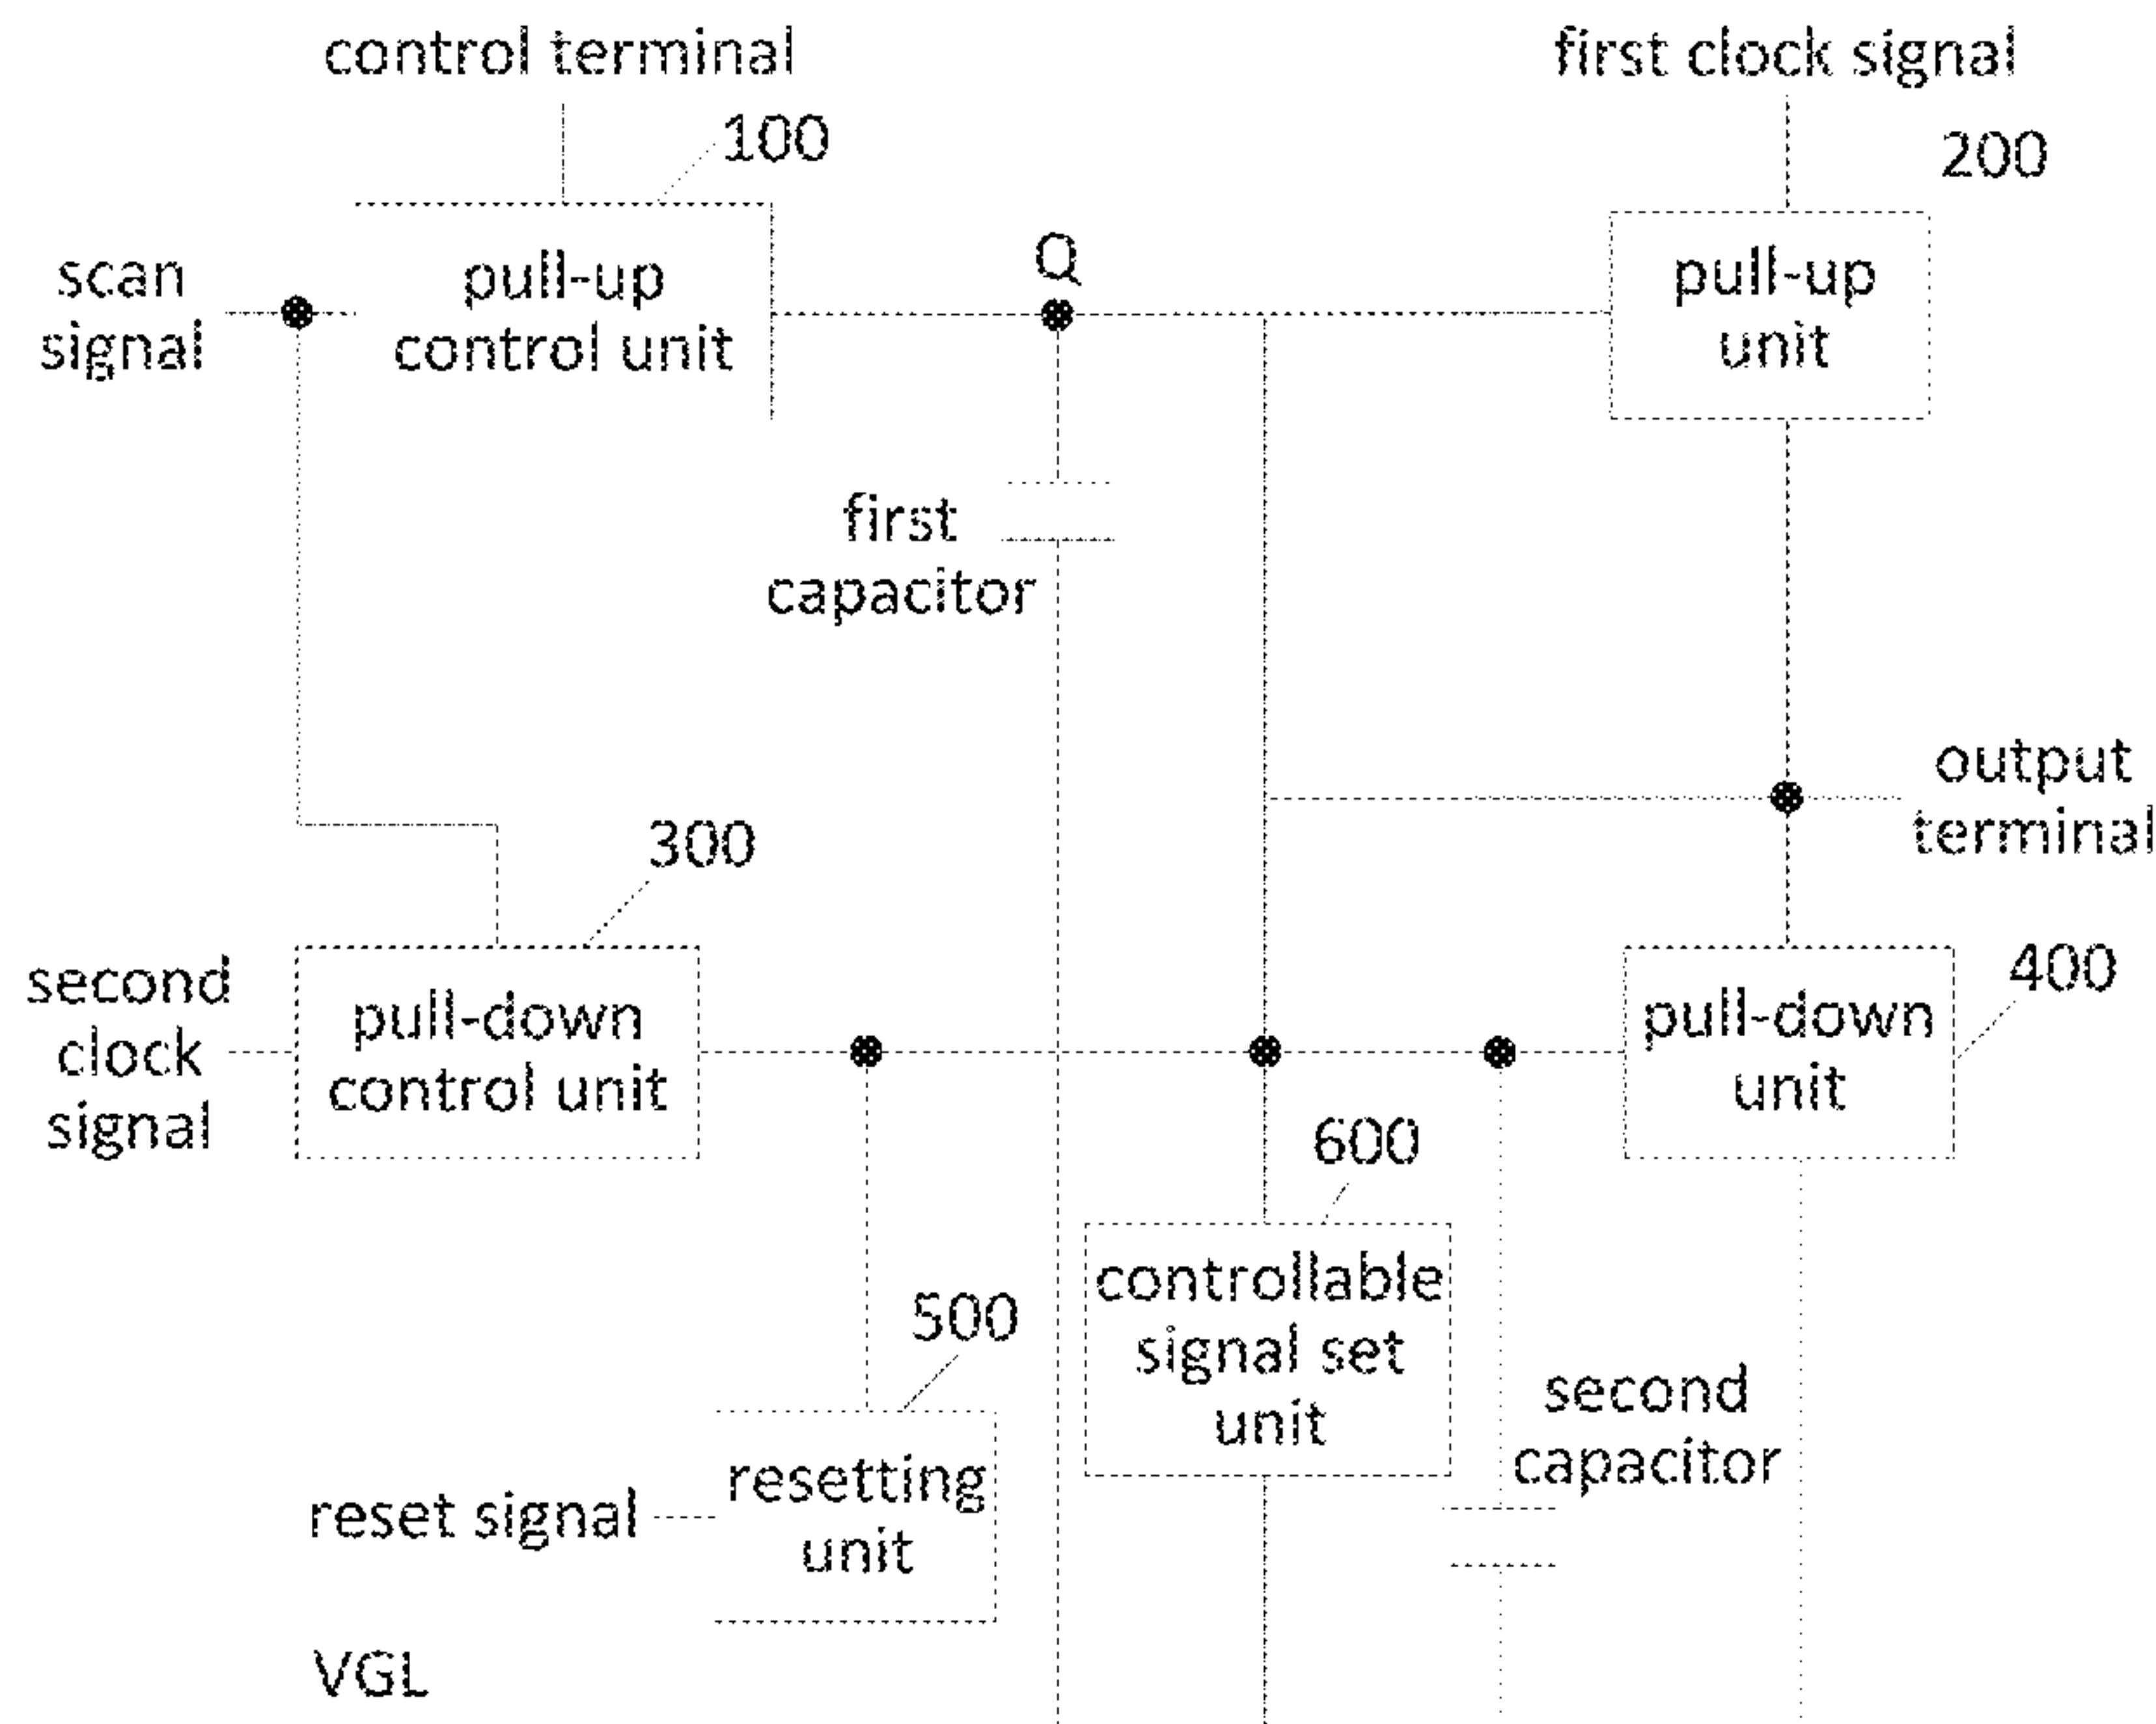 control terminal
first clock signal
100
200
scan
signal
pull-up
control unit
Q
pull-up
unit
first
capacitor
output
terminal
300
second
clock
signal
pull-down
control unit
pull-down
unit
400
600
controllable
signal set
unit
500
second
capacitor
reset signal
resetting
unit
VGL